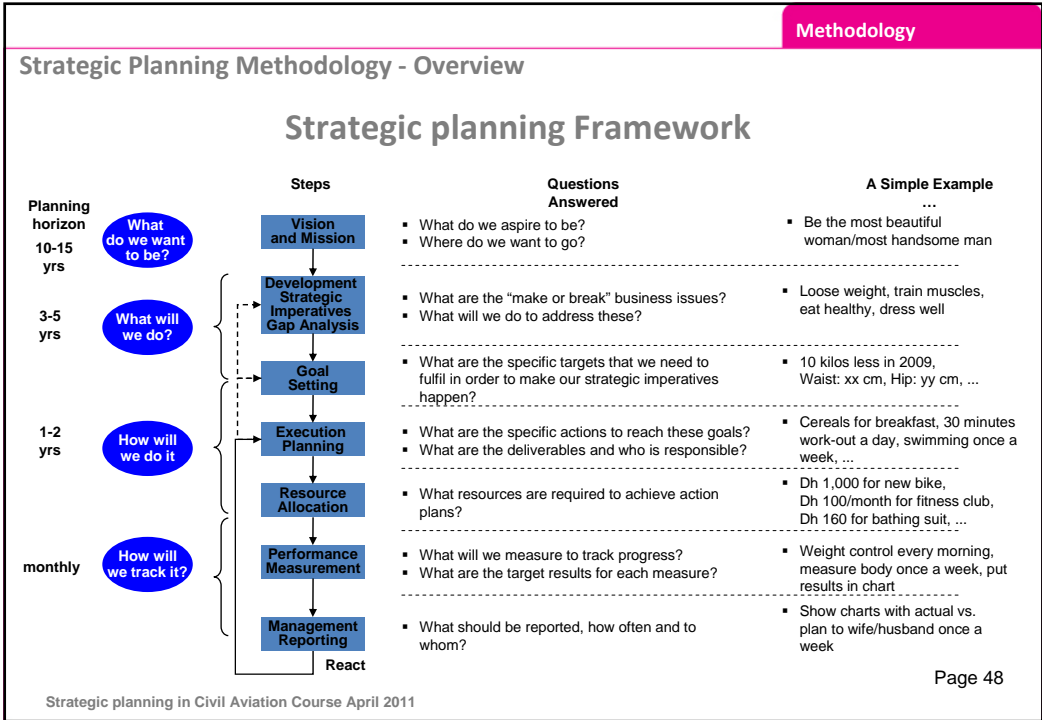 Methodology
Strategic Planning Methodology - Overview
Strategic planning Framework
Steps
Questions
Answered
A Simple Example
…
Planning
horizon
10-15
yrs
What
do we want
to be?
Vision
and Mission
▪ What do we aspire to be?
▪ Where do we want to go?
▪ Be the most beautiful
woman/most handsome man
3-5
yrs
What will
we do?
Development
Strategic
Imperatives
Gap Analysis
▪ What are the “make or break” business issues?
▪ What will we do to address these?
▪ Loose weight, train muscles,
eat healthy, dress well
Goal
Setting
▪ What are the specific targets that we need to
fulfil in order to make our strategic imperatives
happen?
▪ 10 kilos less in 2009,
Waist: xx cm, Hip: yy cm, ...
1-2
yrs
How will
we do it
Execution
Planning
▪ What are the specific actions to reach these goals?
▪ What are the deliverables and who is responsible?
▪ Cereals for breakfast, 30 minutes
work-out a day, swimming once a
week, ...
Resource
Allocation
▪ What resources are required to achieve action
plans?
▪ Dh 1,000 for new bike,
Dh 100/month for fitness club,
Dh 160 for bathing suit, ...
monthly
How will
we track it?
Performance
Measurement
▪ What will we measure to track progress?
▪ What are the target results for each measure?
▪ Weight control every morning,
measure body once a week, put
results in chart
Management
Reporting
▪ What should be reported, how often and to
whom?
▪ Show charts with actual vs.
plan to wife/husband once a
week
React
Page 48
Strategic planning in Civil Aviation Course April 2011